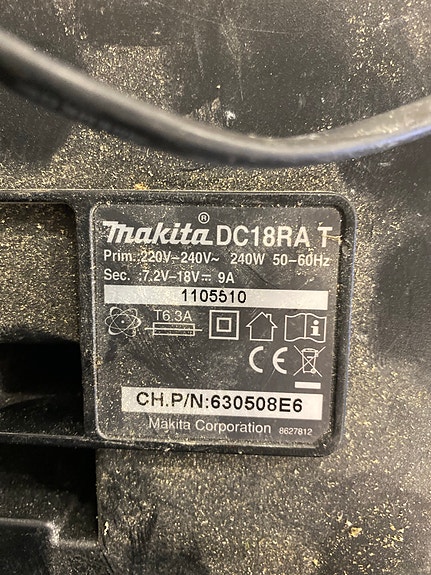 makita® DC18RA T
Prim.:220V-240V~ 240W 50-60Hz
Sec. :7.2V-18V⎓ 9A
1105510
T6.3A
CE
CH.P/N:630508E6
Makita Corporation 8627812